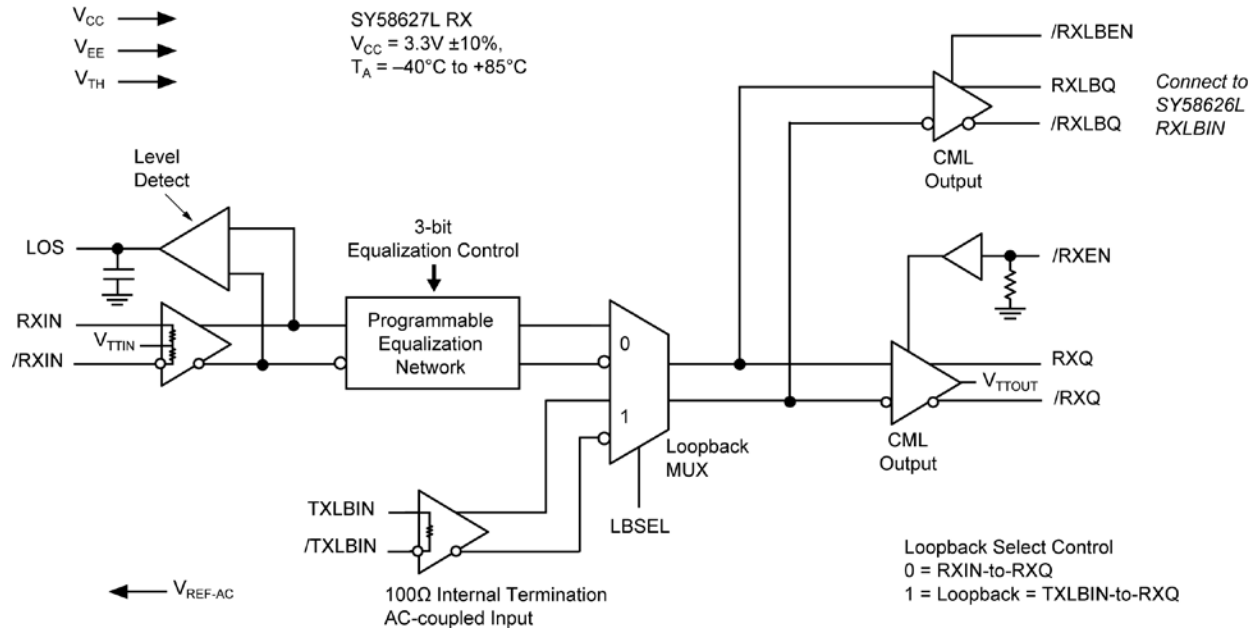 V_CC
V_EE
V_TH
SY58627L RX
V_CC = 3.3V ±10%,
T_A = –40°C to +85°C
/RXLBEN
RXLBQ
/RXLBQ
Connect to
SY58626L
RXLBIN
CML
Output
Level
Detect
LOS
3-bit
Equalization Control
/RXEN
RXIN
V_TTIN
/RXIN
Programmable
Equalization
Network
0
1
Loopback
MUX
RXQ
V_TTOUT
/RXQ
CML
Output
TXLBIN
/TXLBIN
LBSEL
100Ω Internal Termination
AC-coupled Input
V_REF-AC
Loopback Select Control
0 = RXIN-to-RXQ
1 = Loopback = TXLBIN-to-RXQ